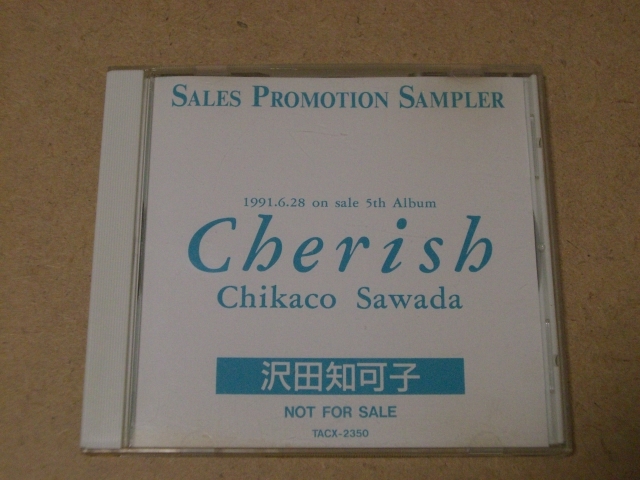 SALES PROMOTION SAMPLER
1991.6.28 on sale 5th Album
Cherish
Chikaco Sawada
沢田知可子
NOT FOR SALE
TACX-2350